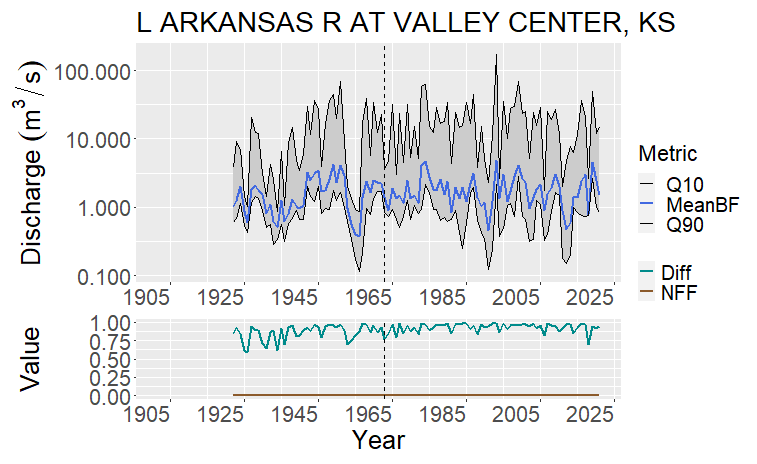 L ARKANSAS R AT VALLEY CENTER, KS
Discharge (m³/s)
100.000
10.000
1.000
0.100
1905 1925 1945 1965 1985 2005 2025
Metric
Q10
MeanBF
Q90
Diff
NFF
Value
1.00
0.75
0.50
0.25
0.00
1905 1925 1945 1965 1985 2005 2025
Year